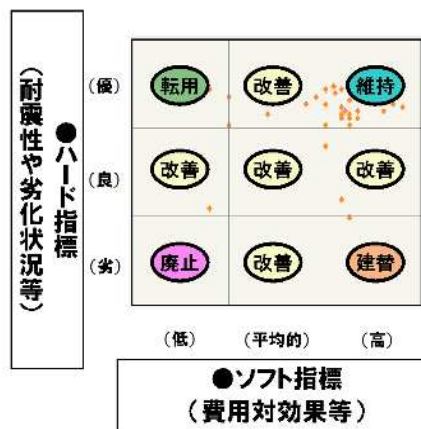 ●ハード指標
（耐震性や劣化状況等）
（優）
転用
改善
維持
（良）
改善
改善
改善
（劣）
廃止
改善
建替
（低）
（平均的）
（高）
●ソフト指標
（費用対効果等）